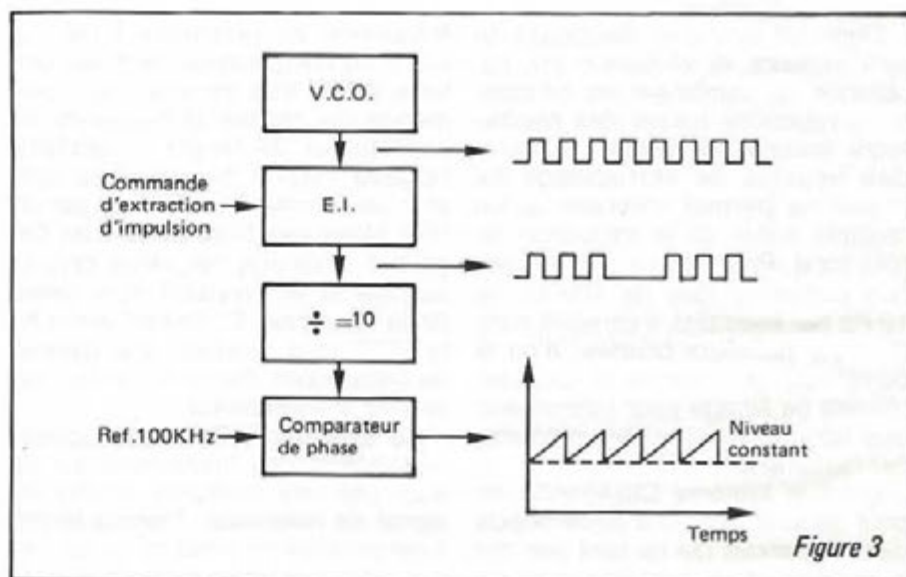 V.C.O.
Commande
d'extraction
d'impulsion
E.I.
÷ =10
Ref.100KHz
Comparateur
de phase
Niveau
constant
Temps
Figure 3